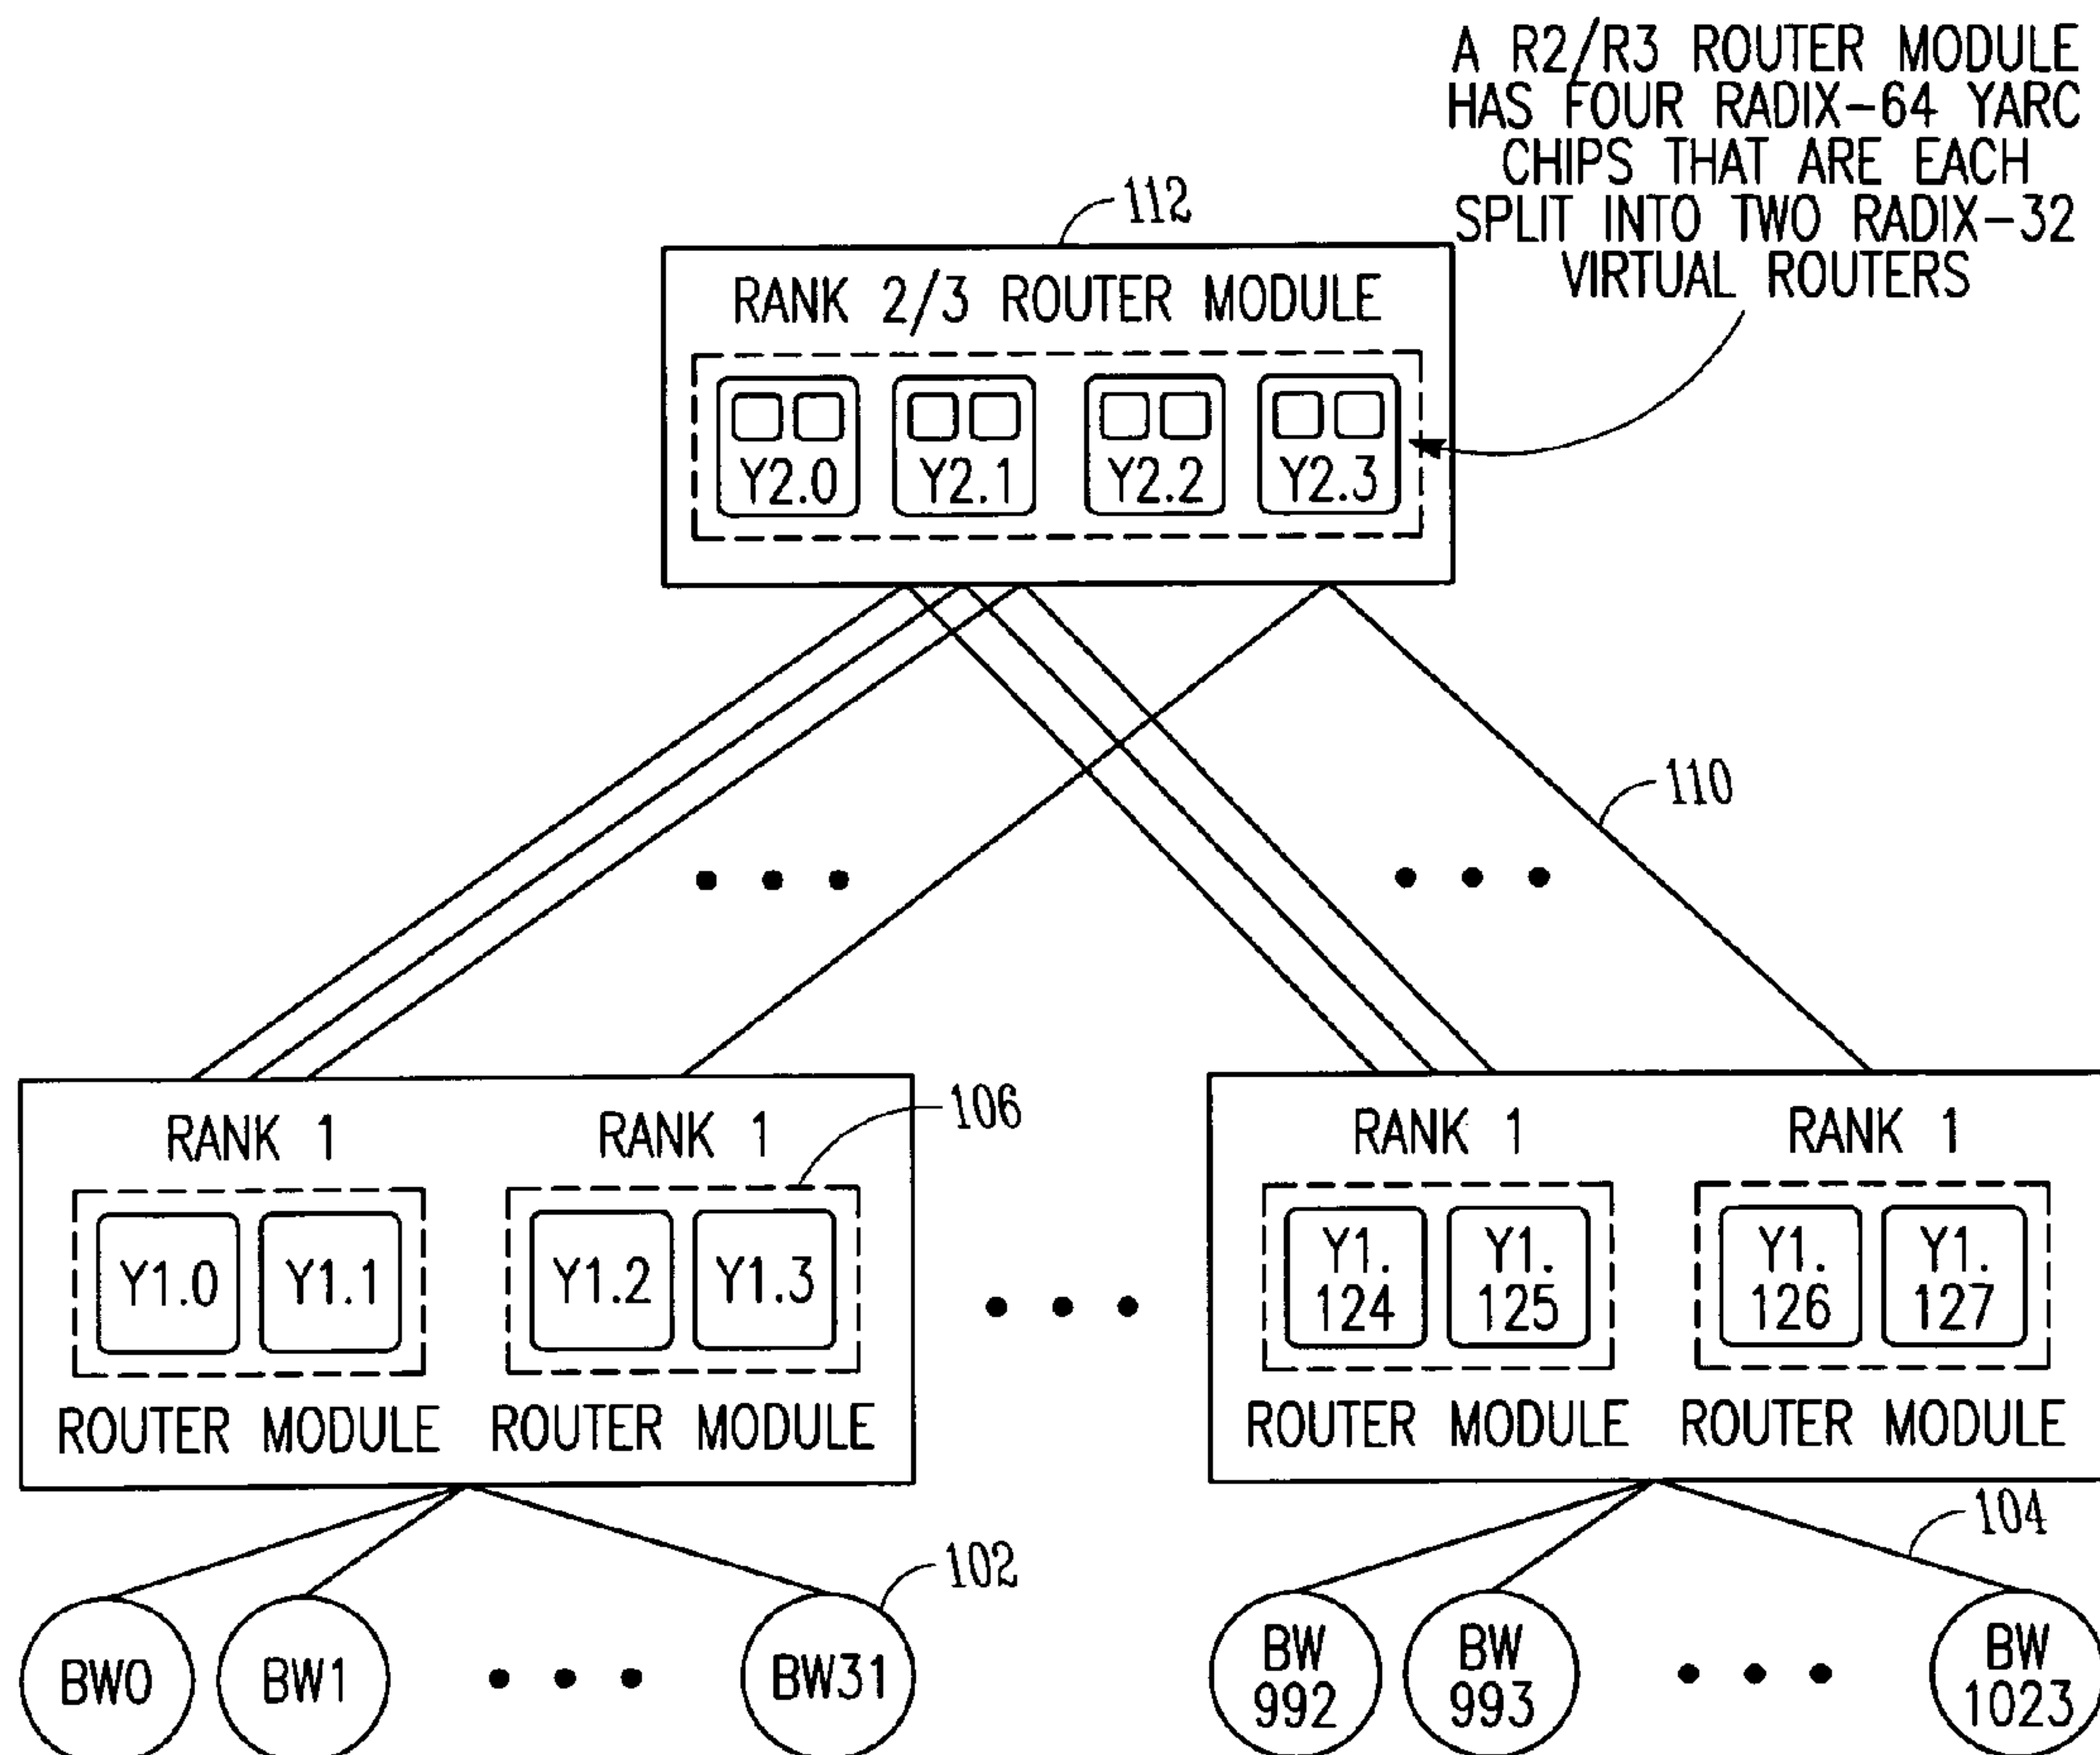 A R2/R3 ROUTER MODULE
HAS FOUR RADIX-64 YARC
CHIPS THAT ARE EACH
SPLIT INTO TWO RADIX-32
VIRTUAL ROUTERS
112
RANK 2/3 ROUTER MODULE
Y2.0 Y2.1 Y2.2 Y2.3
110
RANK 1 RANK 1 106 RANK 1 RANK 1
Y1.0 Y1.1 Y1.2 Y1.3
Y1. Y1. Y1. Y1.
124 125 126 127
ROUTER MODULE ROUTER MODULE ROUTER MODULE ROUTER MODULE
104
102
BW0 BW1 BW31
BW BW BW
992 993 1023